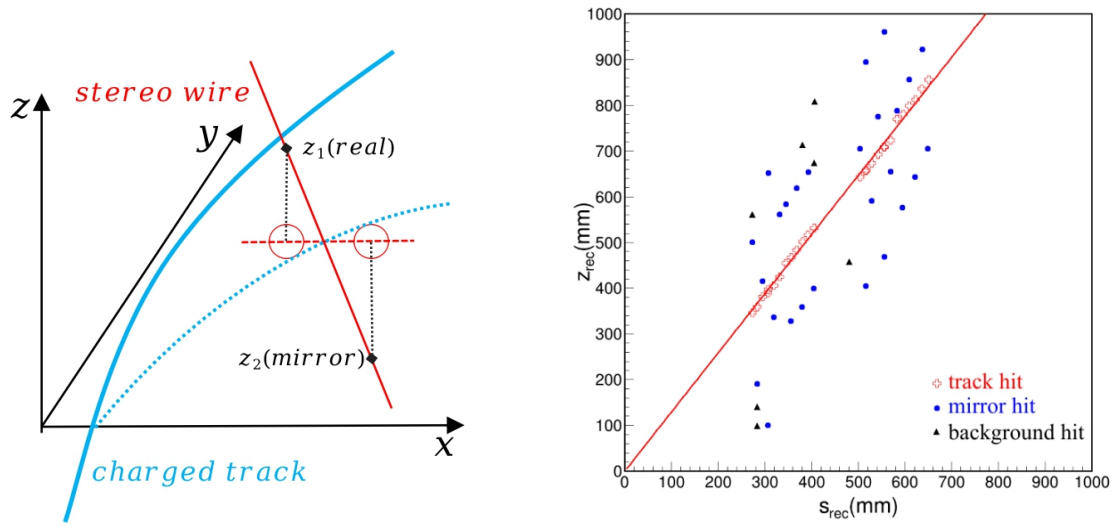 z
stereo wire
y
z₁(real)
z₂(mirror)
x
charged track
1000
900
800
700
600
500
400
300
200
100
0
z_rec(mm)
track hit
mirror hit
background hit
0 100 200 300 400 500 600 700 800 900 1000
s_rec(mm)